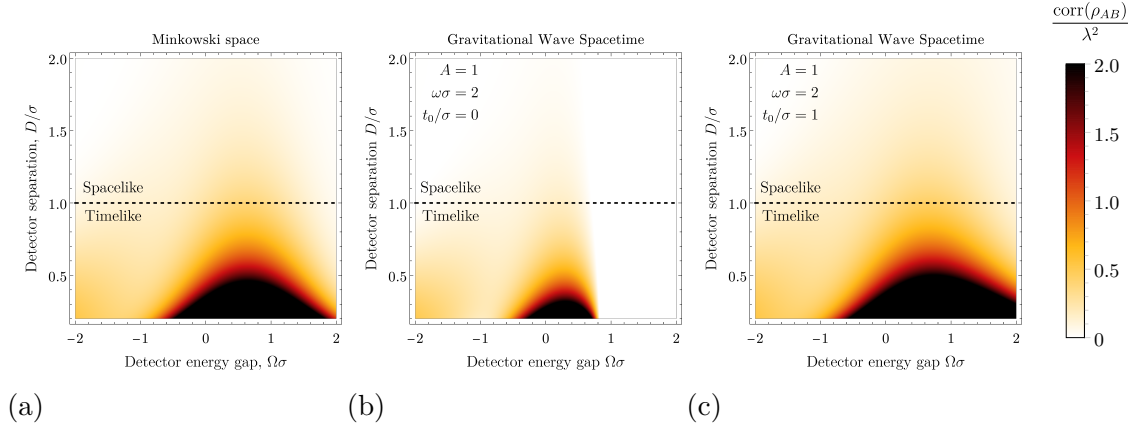 Minkowski space
2.0
1.5
1.0
0.5
Detector separation, D/σ
Spacelike
Timelike
−2 −1 0 1 2
Detector energy gap, Ωσ
(a)
Gravitational Wave Spacetime
A = 1
ωσ = 2
t₀/σ = 0
2.0
1.5
1.0
0.5
Detector separation D/σ
Spacelike
Timelike
−2 −1 0 1 2
Detector energy gap Ωσ
(b)
Gravitational Wave Spacetime
A = 1
ωσ = 2
t₀/σ = 1
2.0
1.5
1.0
0.5
Detector separation D/σ
Spacelike
Timelike
−2 −1 0 1 2
Detector energy gap Ωσ
(c)
corr(ρ_AB)
λ²
2.0
1.5
1.0
0.5
0